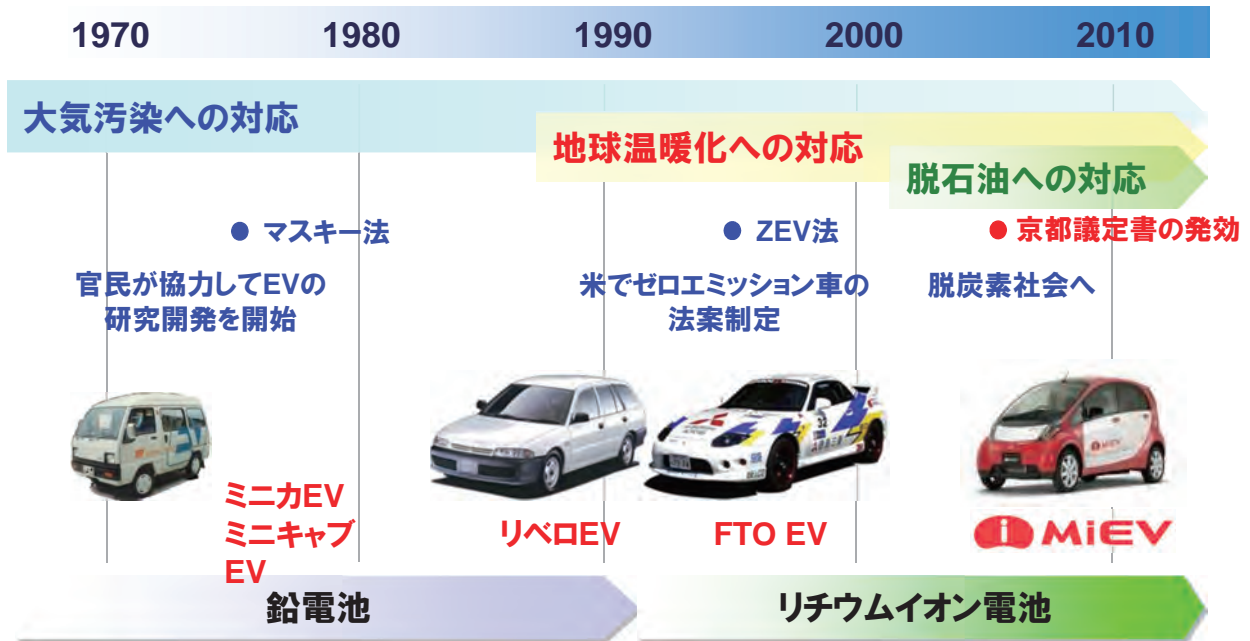 1970 1980 1990 2000 2010
大気汚染への対応
地球温暖化への対応
脱石油への対応
● マスキー法
● ZEV法
● 京都議定書の発効
官民が協力してEVの
研究開発を開始
米でゼロエミッション車の
法案制定
脱炭素社会へ
ミニカEV
ミニキャブ
EV
リベロEV
FTO EV
i MiEV
鉛電池
リチウムイオン電池